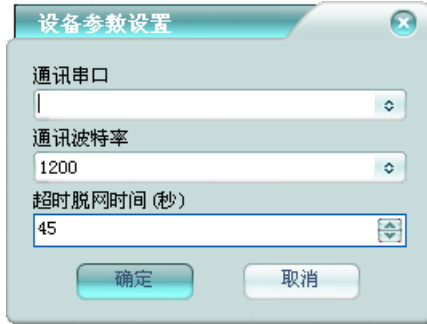 设备参数设置
通讯串口
通讯波特率
1200
超时脱网时间(秒)
45
确定
取消